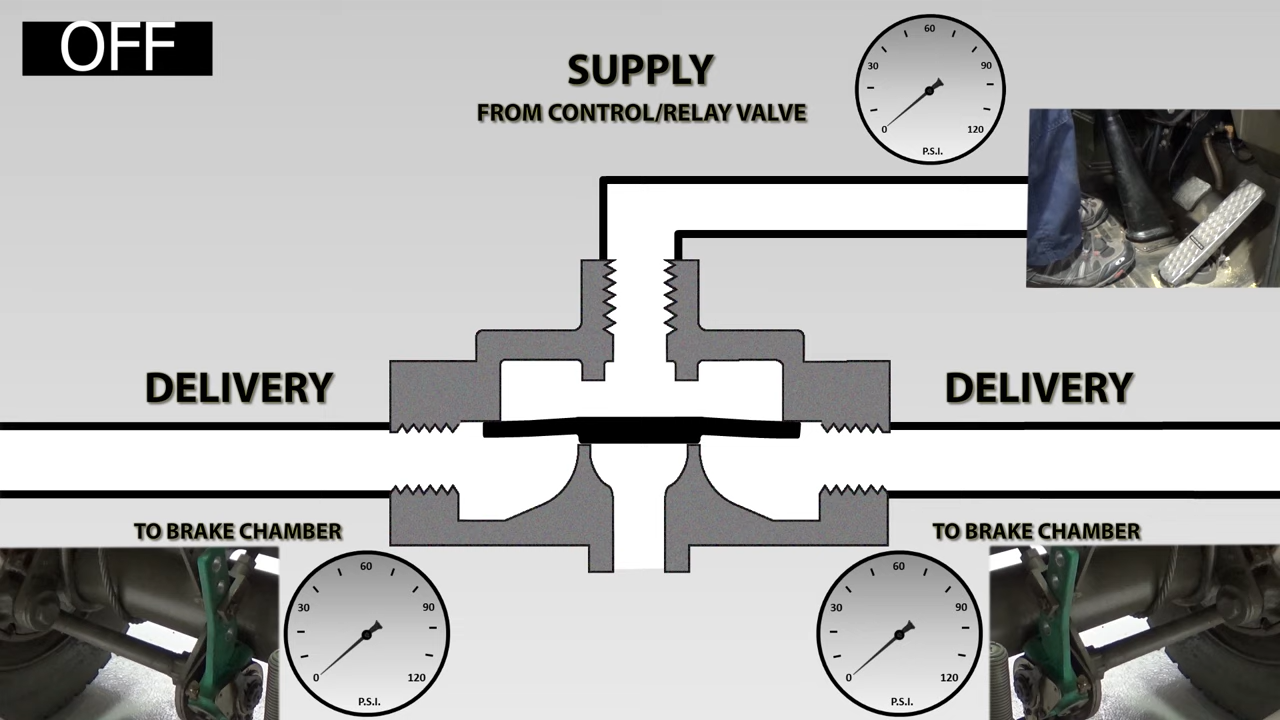 OFF
SUPPLY
FROM CONTROL/RELAY VALVE
60
30
90
0
120
P.S.I.
DELIVERY
DELIVERY
TO BRAKE CHAMBER
TO BRAKE CHAMBER
60
30
90
0
120
P.S.I.
60
30
90
0
120
P.S.I.